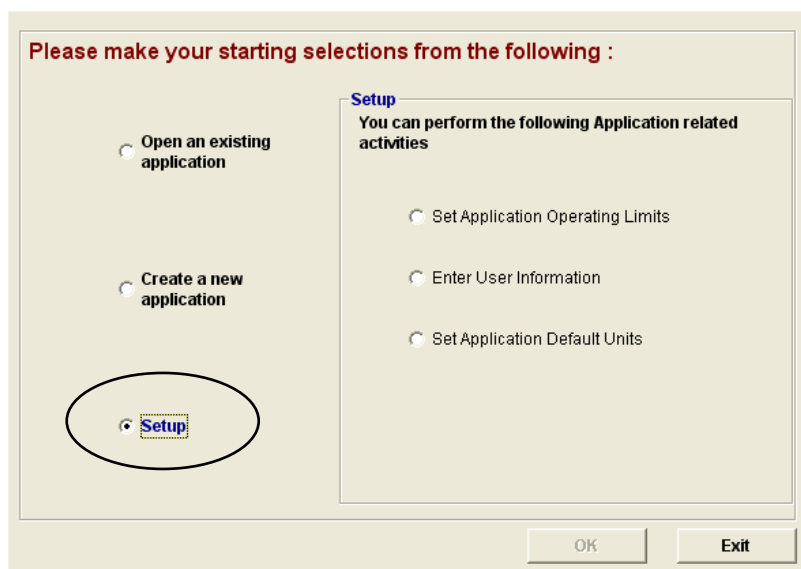 Please make your starting selections from the following :
Open an existing
application
Create a new
application
Setup
Setup
You can perform the following Application related
activities
Set Application Operating Limits
Enter User Information
Set Application Default Units
OK
Exit